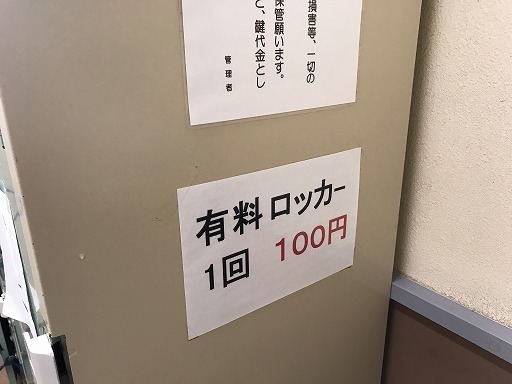 損害等、一切の
保管願います。
と、鍵代金とし
管理者
有料ロッカー
1回 100円